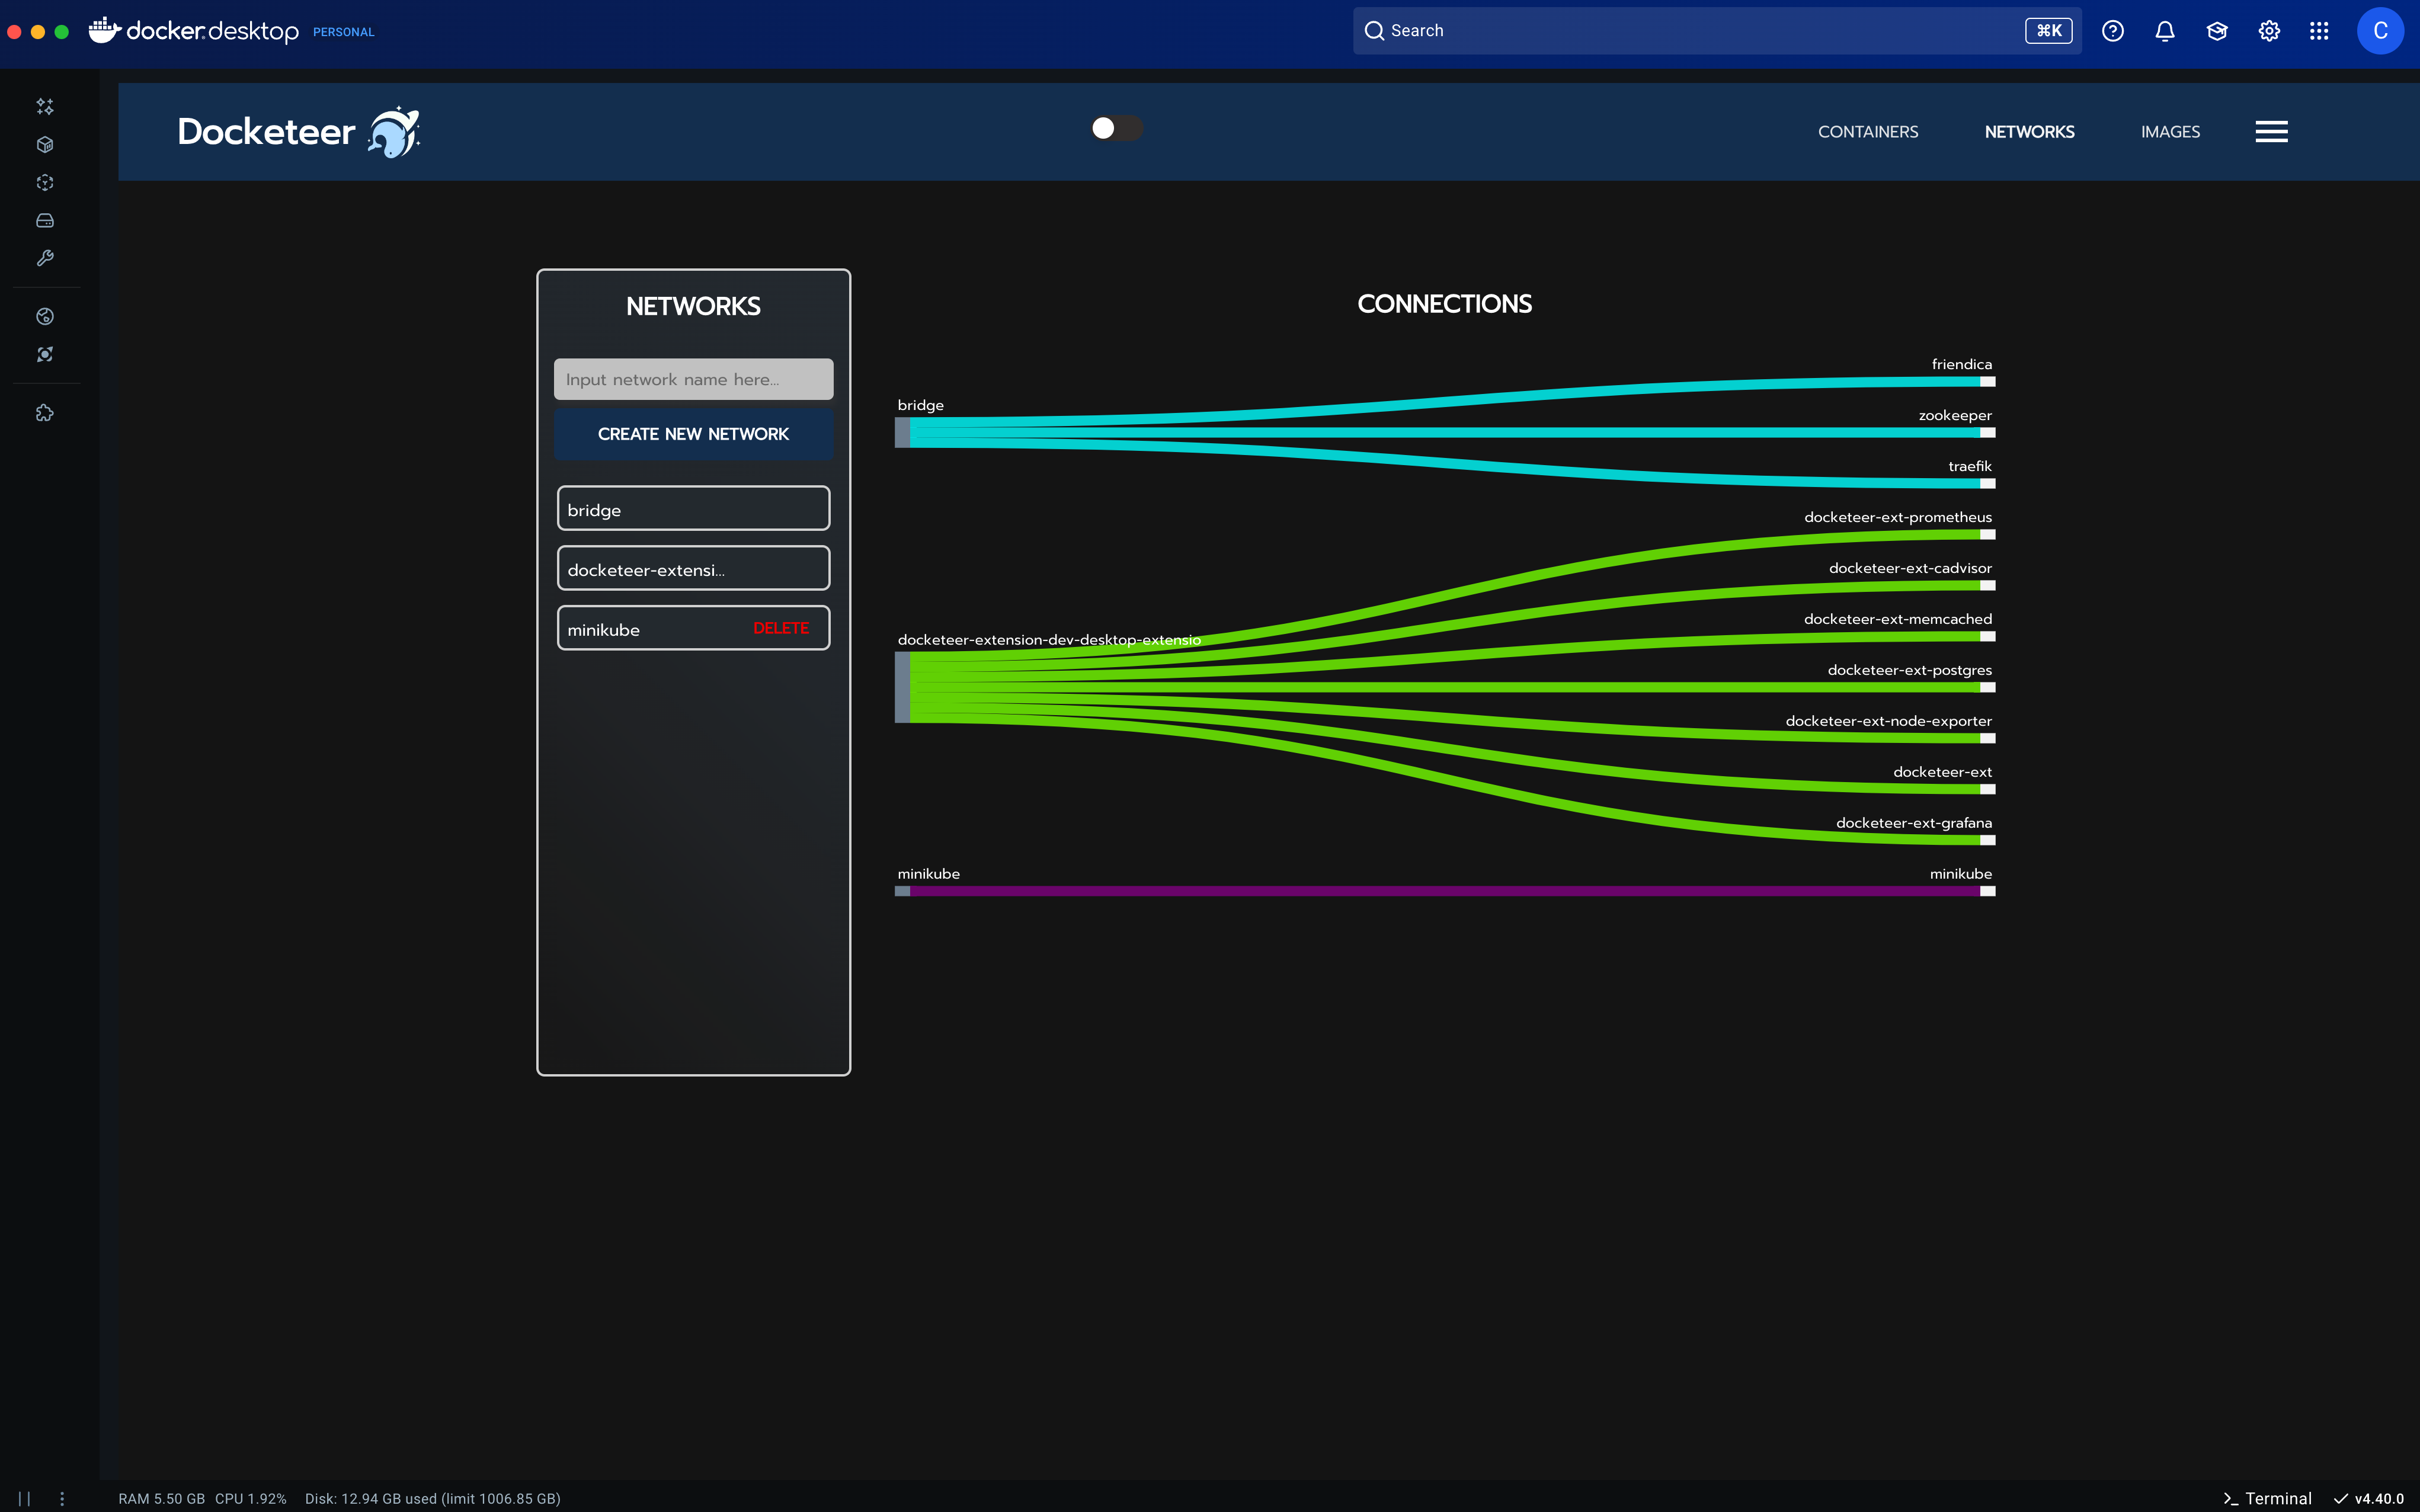 docker.desktop PERSONAL
Search
⌘K
C
Docketeer
CONTAINERS
NETWORKS
IMAGES
NETWORKS
Input network name here...
CREATE NEW NETWORK
bridge
docketeer-extensi...
minikube
DELETE
CONNECTIONS
friendica
bridge
zookeeper
traefik
docketeer-ext-prometheus
docketeer-ext-cadvisor
docketeer-ext-memcached
docketeer-extension-dev-desktop-extensio
docketeer-ext-postgres
docketeer-ext-node-exporter
docketeer-ext
docketeer-ext-grafana
minikube
minikube
RAM 5.50 GB CPU 1.92% Disk: 12.94 GB used (limit 1006.85 GB)
Terminal
v4.40.0